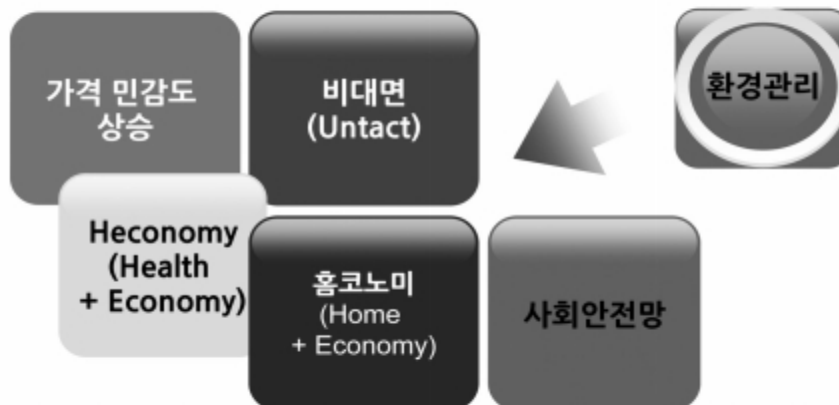 가격 민감도
상승
비대면
(Untact)
환경관리
Heconomy
(Health
+ Economy)
홈코노미
(Home
+ Economy)
사회안전망